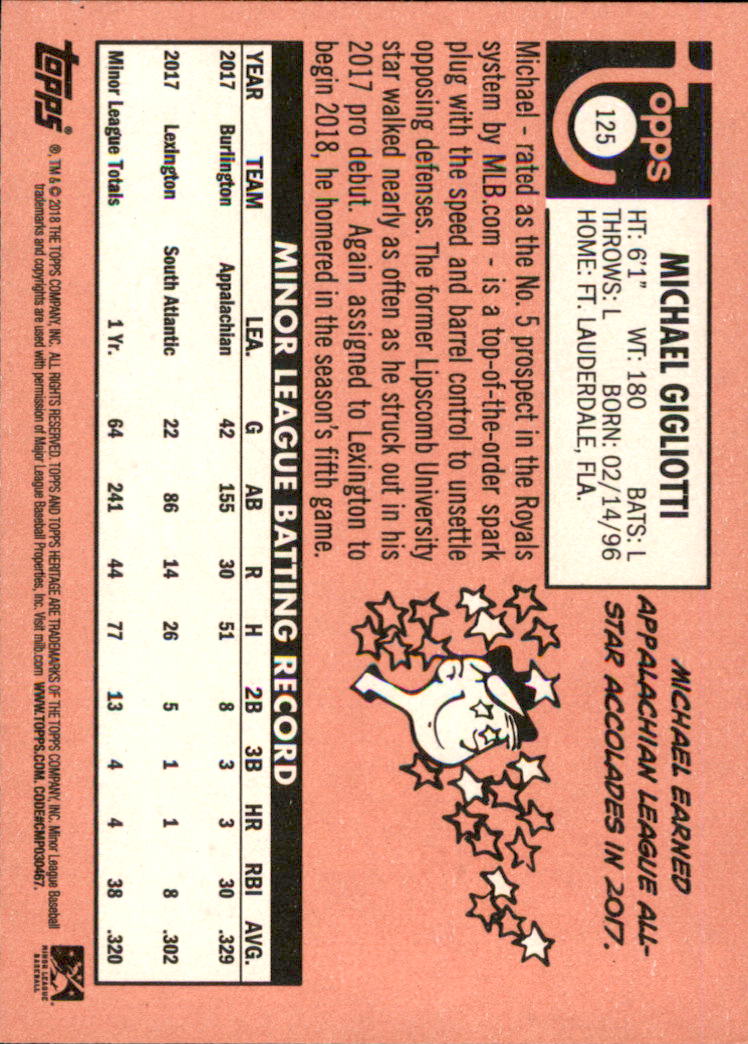 topps
125
MICHAEL GIGLIOTTI
HT: 6'1" WT: 180 BATS: L
THROWS: L BORN: 02/14/96
HOME: FT. LAUDERDALE, FLA.
Michael - rated as the No. 5 prospect in the Royals
system by MLB.com - is a top-of-the-order spark
plug with the speed and barrel control to unsettle
opposing defenses. The former Lipscomb University
star walked nearly as often as he struck out in his
2017 pro debut. Again assigned to Lexington to
begin 2018, he homered in the season's fifth game.
MICHAEL EARNED
APPALACHIAN LEAGUE ALL-
STAR ACCOLADES IN 2017.
MINOR LEAGUE BATTING RECORD
YEAR TEAM LEA. G AB R H 2B 3B HR RBI AVG.
2017 Burlington Appalachian 42 155 30 51 8 3 3 30 .329
2017 Lexington South Atlantic 22 86 14 26 5 1 1 8 .302
Minor League Totals 1 Yr. 64 241 44 77 13 4 4 38 .320
topps®
®, TM & © 2018 THE TOPPS COMPANY, INC. ALL RIGHTS RESERVED. TOPPS AND TOPPS HERITAGE ARE TRADEMARKS OF THE TOPPS COMPANY, INC. Minor League Baseball
trademarks and copyrights are used with permission of Major League Baseball Properties, Inc. Visit milb.com WWW.TOPPS.COM. CODE#CMP030467.
MINOR LEAGUE
BASEBALL